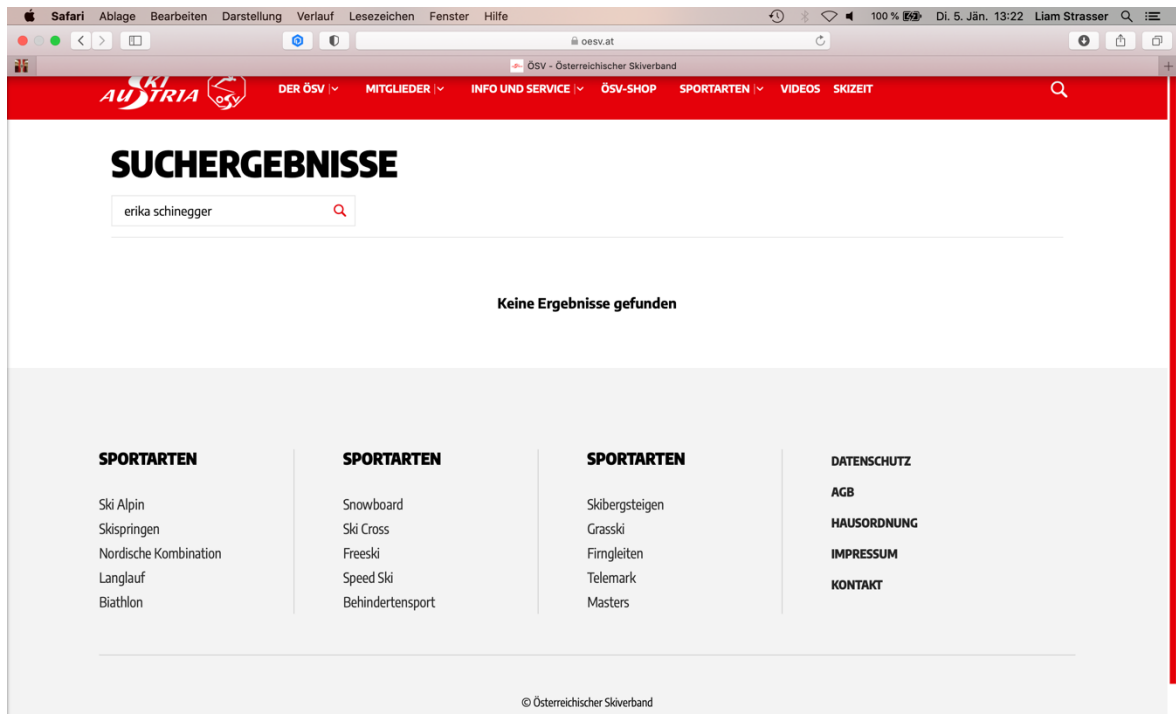 Safari Ablage Bearbeiten Darstellung Verlauf Lesezeichen Fenster Hilfe 100 % Di. 5. Jän. 13:22 Liam Strasser
oesv.at
ÖSV - Österreichischer Skiverband
SKI
AUSTRIA ÖSV DER ÖSV MITGLIEDER INFO UND SERVICE ÖSV-SHOP SPORTARTEN VIDEOS SKIZEIT
SUCHERGEBNISSE
erika schinegger
Keine Ergebnisse gefunden
SPORTARTEN
Ski Alpin
Skispringen
Nordische Kombination
Langlauf
Biathlon
SPORTARTEN
Snowboard
Ski Cross
Freeski
Speed Ski
Behindertensport
SPORTARTEN
Skibergsteigen
Grasski
Firngleiten
Telemark
Masters
DATENSCHUTZ
AGB
HAUSORDNUNG
IMPRESSUM
KONTAKT
© Österreichischer Skiverband